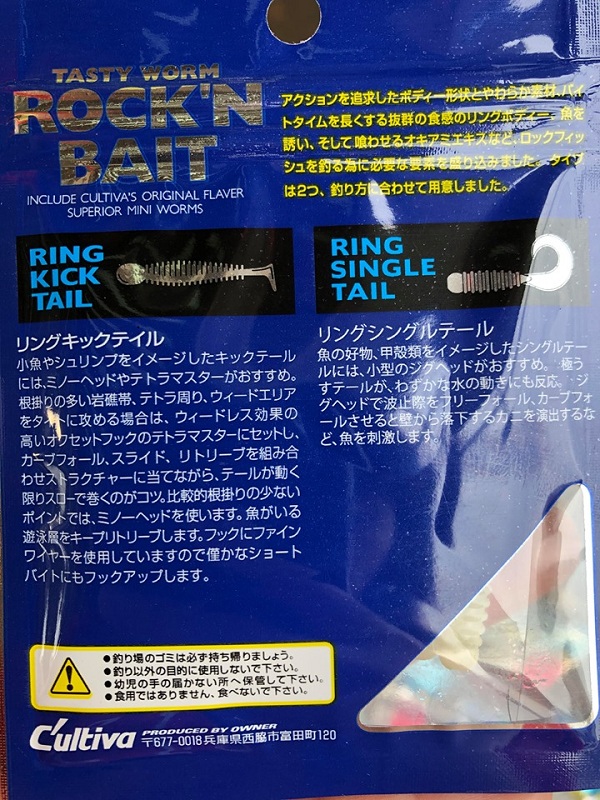 TASTY WORM
ROCK'N
BAIT
INCLUDE CULTIVA'S ORIGINAL FLAVER
SUPERIOR MINI WORMS
アクションを追求したボディー形状とやわらか素材、バイ
トタイムを長くする抜群の食感のリングボディー。魚を
誘い、そして喰わせるオキアミエキスなど、ロックフィッ
シュを釣る為に必要な要素を盛り込みました。タイプ
は2つ、釣り方に合わせて用意しました。
RING
KICK
TAIL
リングキックテイル
小魚やシュリンプをイメージしたキックテール
には、ミノーヘッドやテトラマスターがおすすめ。
根掛りの多い岩礁帯、テトラ周り、ウィードエリア
をタイトに攻める場合は、ウィードレス効果の
高いオフセットフックのテトラマスターにセットし、
カーブフォール、スライド、リトリーブを組み合
わせストラクチャーに当てながら、テールが動く
限りスローで巻くのがコツ。比較的根掛りの少ない
ポイントでは、ミノーヘッドを使います。魚がいる
遊泳層をキープしリトリーブします。フックにファイン
ワイヤーを使用していますので僅かなショート
バイトにもフックアップします。
RING
SINGLE
TAIL
リングシングルテール
魚の好物、甲殻類をイメージしたシングルテー
ルには、小型のジグヘッドがおすすめ。極う
すテールが、わずかな水の動きにも反応。ジ
グヘッドで波止際をフリーフォール、カーブフォ
ールさせると壁から落下するカニを演出するな
ど、魚を刺激します。
●釣り場のゴミは必ず持ち帰りましょう。
●釣り以外の目的に使用しないで下さい。
●幼児の手の届かない所へ保管して下さい。
●食用ではありません、食べないで下さい。
C'ultiva PRODUCED BY OWNER
〒677-0018 兵庫県西脇市富田町120